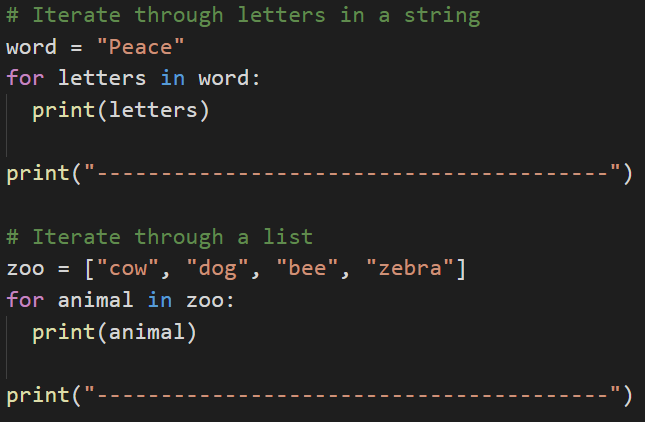 # Iterate through letters in a string
word = "Peace"
for letters in word:
  print(letters)
print("----------------------------------------")
# Iterate through a list
zoo = ["cow", "dog", "bee", "zebra"]
for animal in zoo:
  print(animal)
print("----------------------------------------")